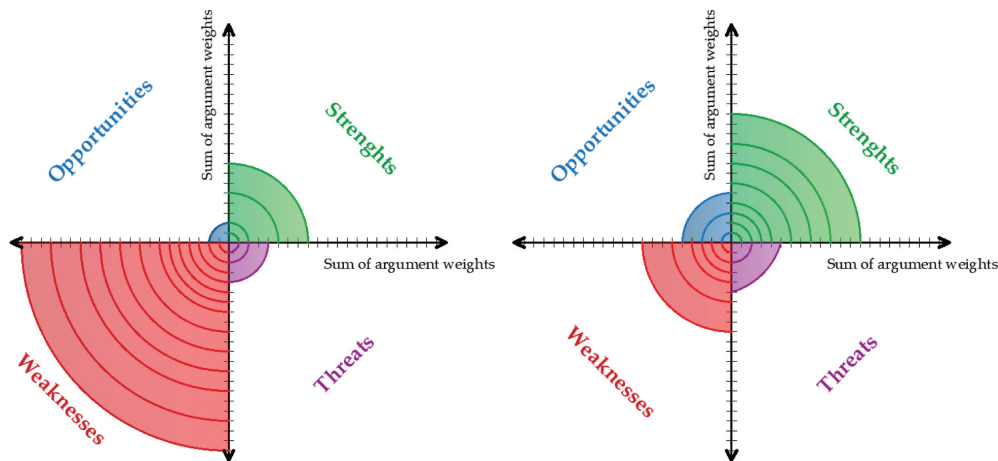 Sum of argument weights
Opportunities
Strenghts
Sum of argument weights
Weaknesses
Threats
Sum of argument weights
Opportunities
Strenghts
Sum of argument weights
Weaknesses
Threats